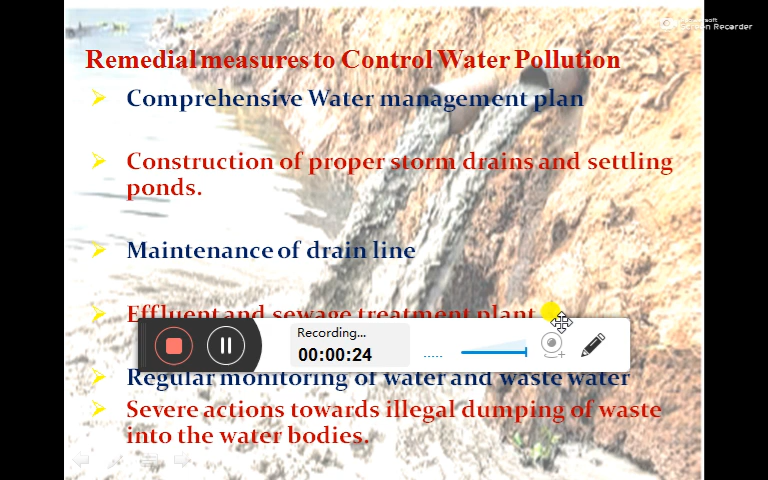 Screen Recorder
Remedial measures to Control Water Pollution
Comprehensive Water management plan
Construction of proper storm drains and settling
ponds.
Maintenance of drain line
Effluent and sewage treatment plant
Recording...
00:00:24
Regular monitoring of water and waste water
Severe actions towards illegal dumping of waste
into the water bodies.